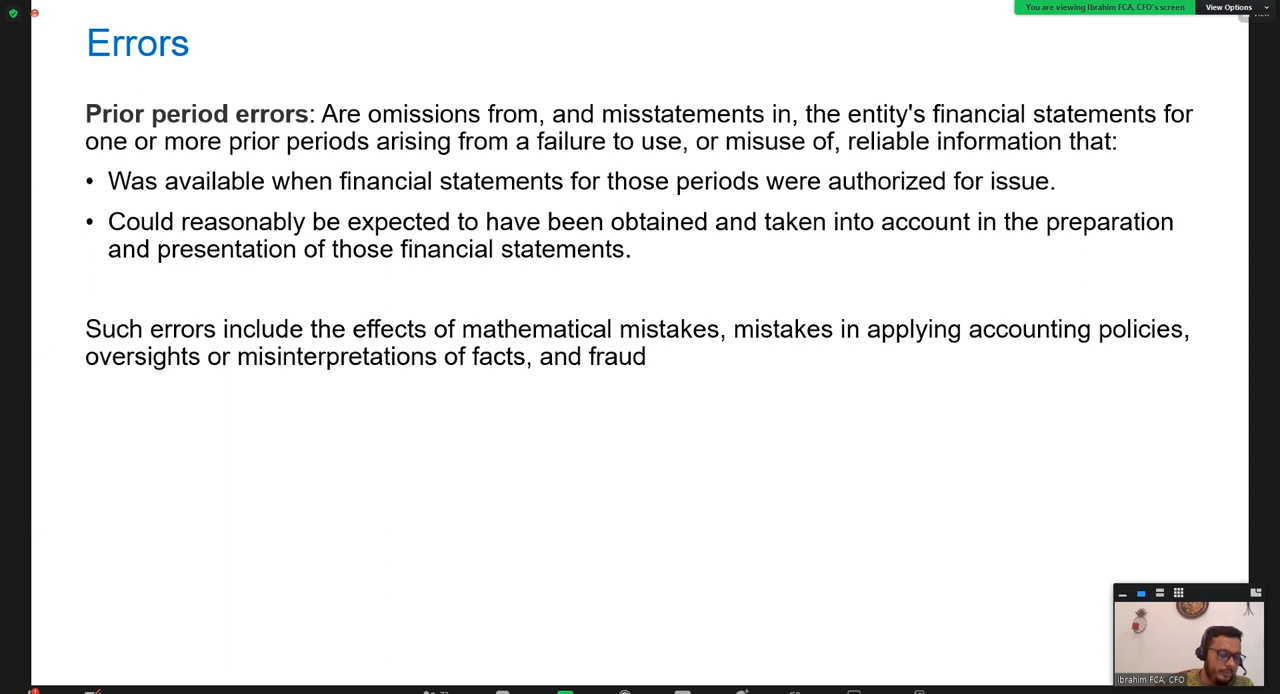 You are viewing Ibrahim FCA, CFO's screen
View Options
View
Errors
Prior period errors: Are omissions from, and misstatements in, the entity's financial statements for
one or more prior periods arising from a failure to use, or misuse of, reliable information that:
• Was available when financial statements for those periods were authorized for issue.
• Could reasonably be expected to have been obtained and taken into account in the preparation
and presentation of those financial statements.
Such errors include the effects of mathematical mistakes, mistakes in applying accounting policies,
oversights or misinterpretations of facts, and fraud
Ibrahim FCA, CFO